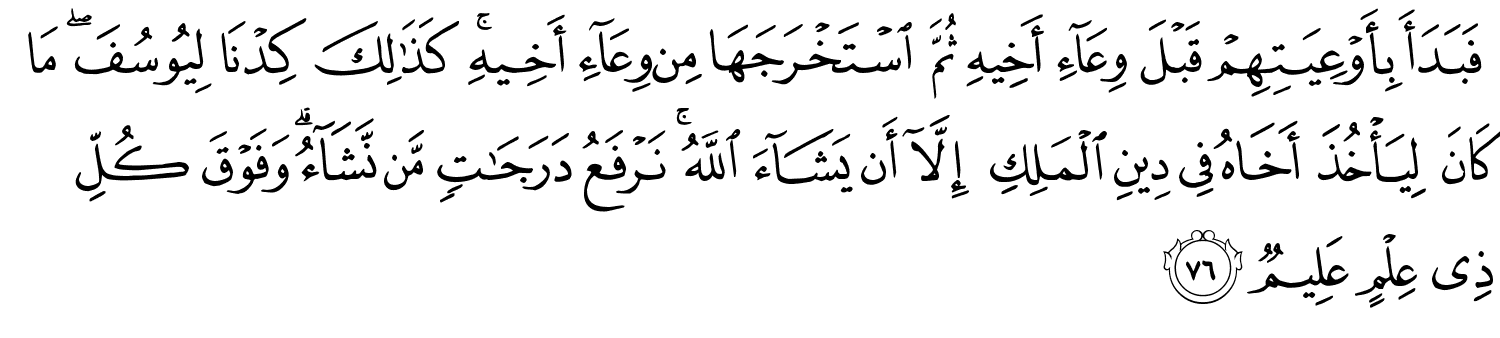 فَبَدَأَ بِأَوۡعِيَتِهِمۡ قَبۡلَ وِعَآءِ أَخِيهِ ثُمَّ ٱسۡتَخۡرَجَهَا مِن وِعَآءِ أَخِيهِۚ كَذَٰلِكَ كِدۡنَا لِيُوسُفَۖ مَا
كَانَ لِيَأۡخُذَ أَخَاهُ فِى دِينِ ٱلۡمَلِكِ إِلَّآ أَن يَشَآءَ ٱللَّهُۚ نَرۡفَعُ دَرَجَٰتٍ مَّن نَّشَآءُۗ وَفَوۡقَ كُلِّ
ذِى عِلۡمٍ عَلِيمٌ ٧٦